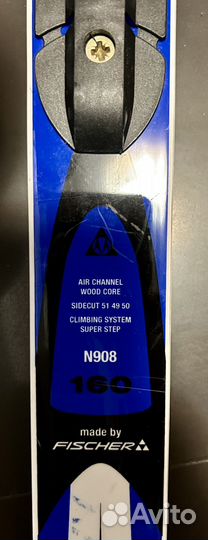 AIR CHANNEL
WOOD CORE
SIDECUT 51 49 50
CLIMBING SYSTEM
SUPER STEP
N908
160
made by
FISCHER
Avito